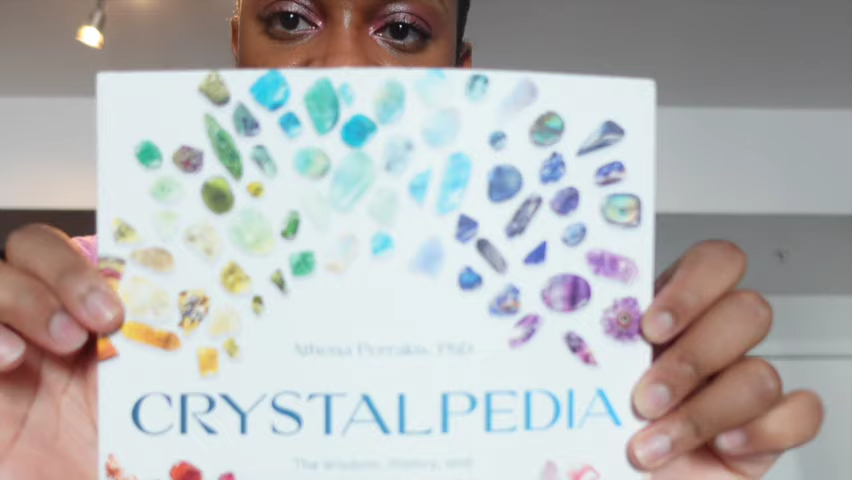 Athena Perrakis, PhD
CRYSTALPEDIA
The Wisdom, History, and